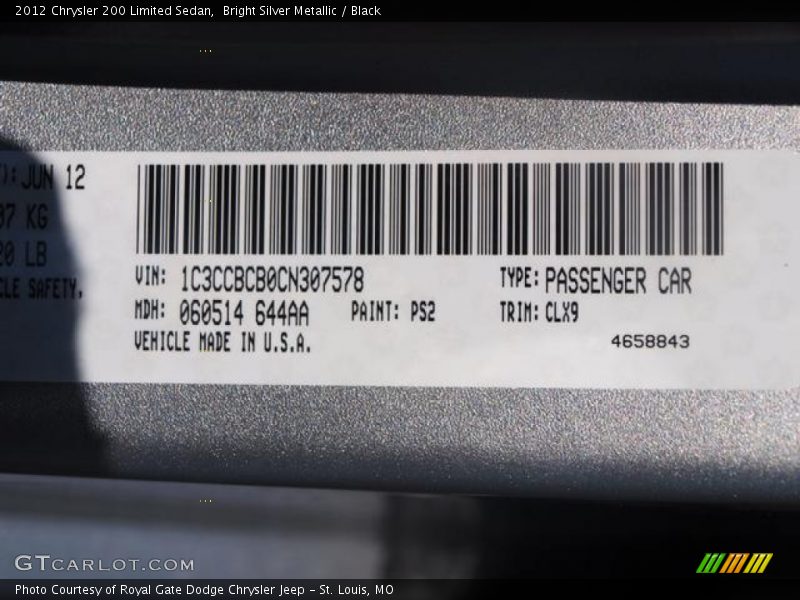 2012 Chrysler 200 Limited Sedan,  Bright Silver Metallic / Black
JUN 12
KG
LB
SAFETY.
VIN: 1C3CCBCB0CN307578
TYPE: PASSENGER CAR
MDH: 060514 644AA
PAINT: PS2
TRIM: CLX9
VEHICLE MADE IN U.S.A.
4658843
GTCARLOT.COM
Photo Courtesy of Royal Gate Dodge Chrysler Jeep – St. Louis, MO